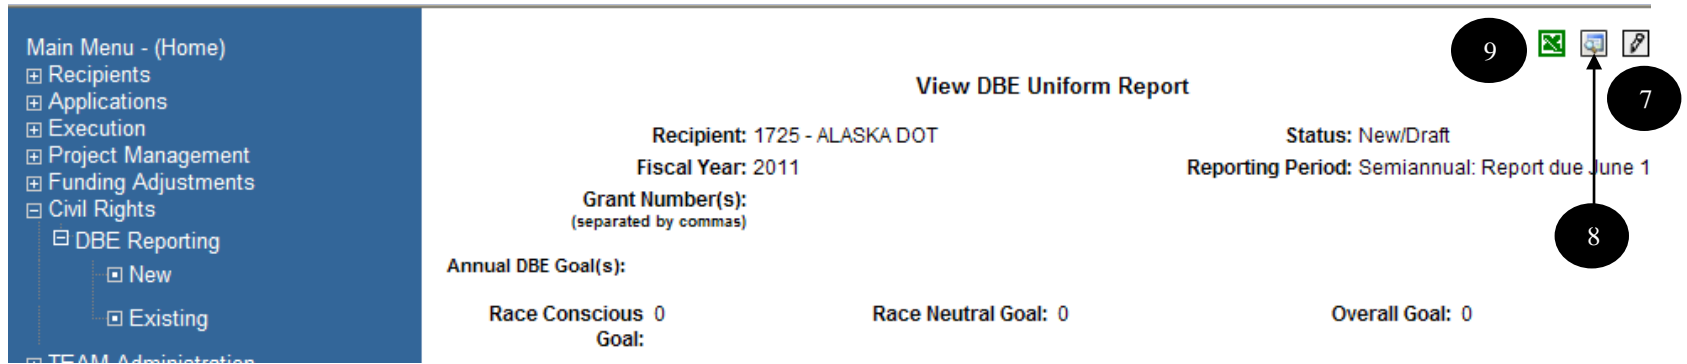 Main Menu - (Home)
Recipients
Applications
Execution
Project Management
Funding Adjustments
Civil Rights
DBE Reporting
New
Existing
TEAM Administration
9
7
8
View DBE Uniform Report
Recipient: 1725 - ALASKA DOT Status: New/Draft
Fiscal Year: 2011 Reporting Period: Semiannual: Report due June 1
Grant Number(s):
(separated by commas)
Annual DBE Goal(s):
Race Conscious 0 Race Neutral Goal: 0 Overall Goal: 0
Goal: